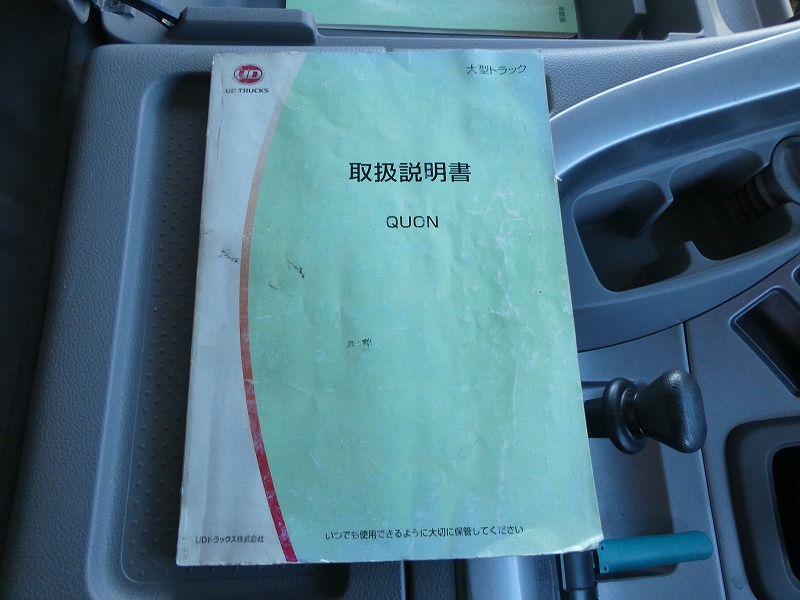 UD
UD TRUCKS
大型トラック
取扱説明書
QUON
いつでも使用できるように大切に保管してください
UDトラックス株式会社